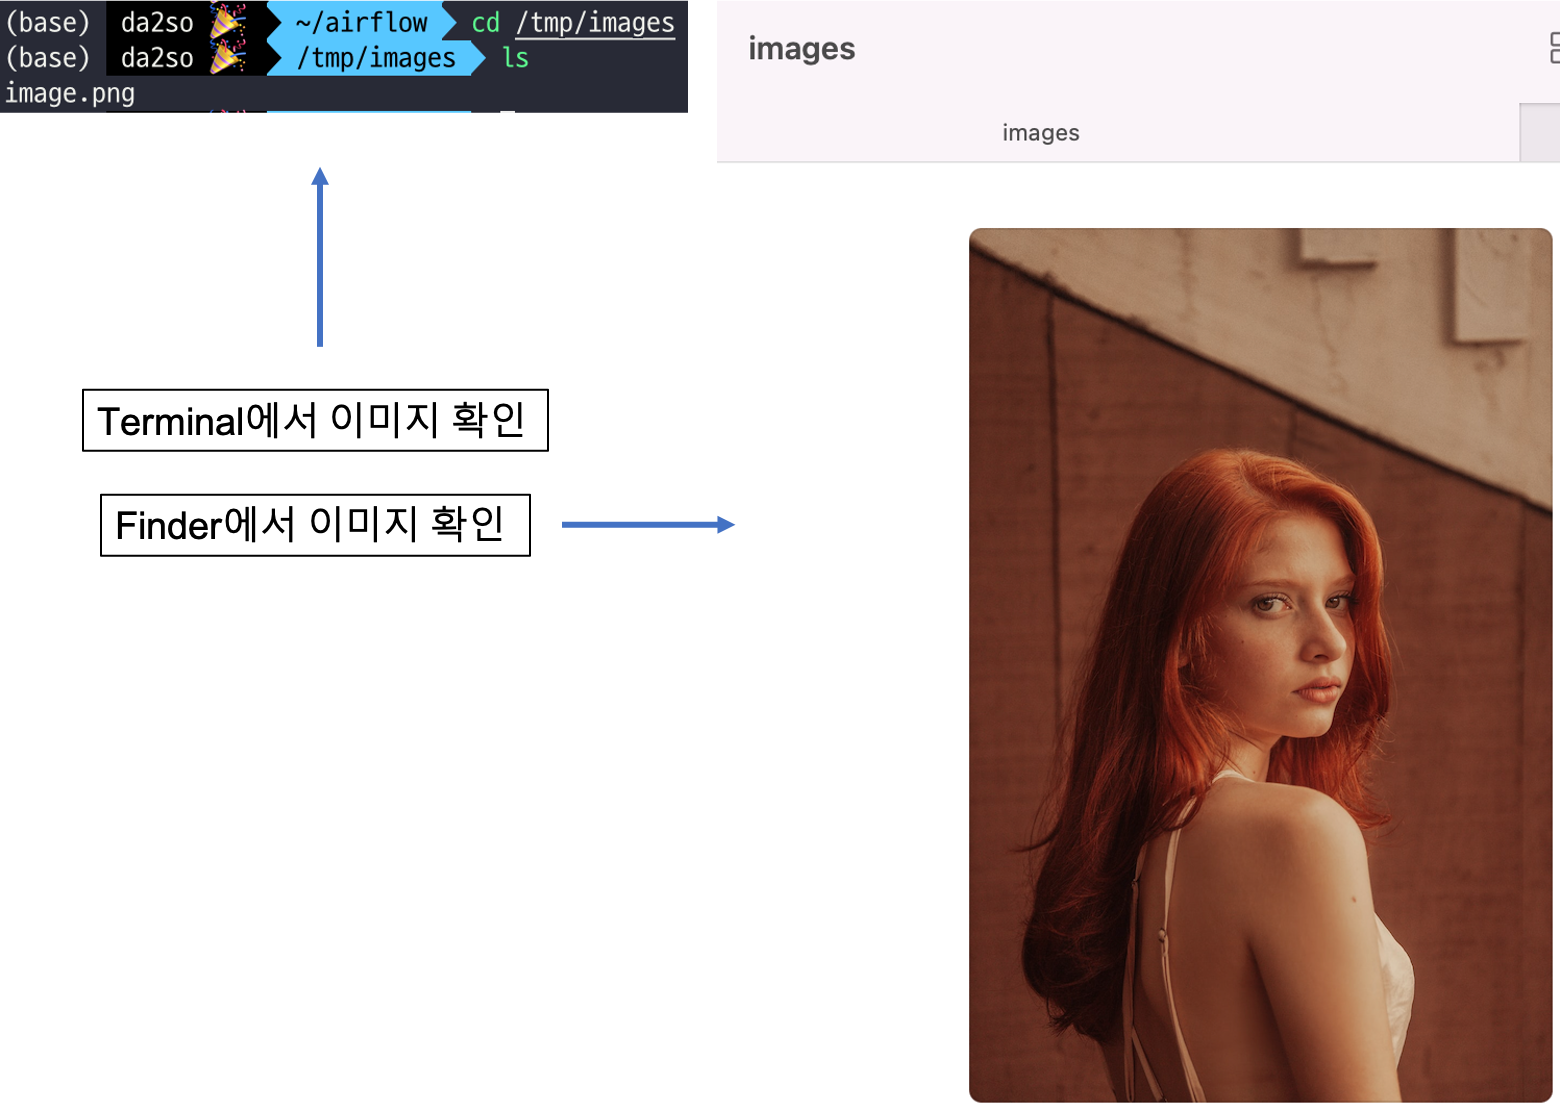 (base) da2so ~/airflow cd /tmp/images
(base) da2so /tmp/images ls
image.png
images
images
Terminal에서 이미지 확인
Finder에서 이미지 확인